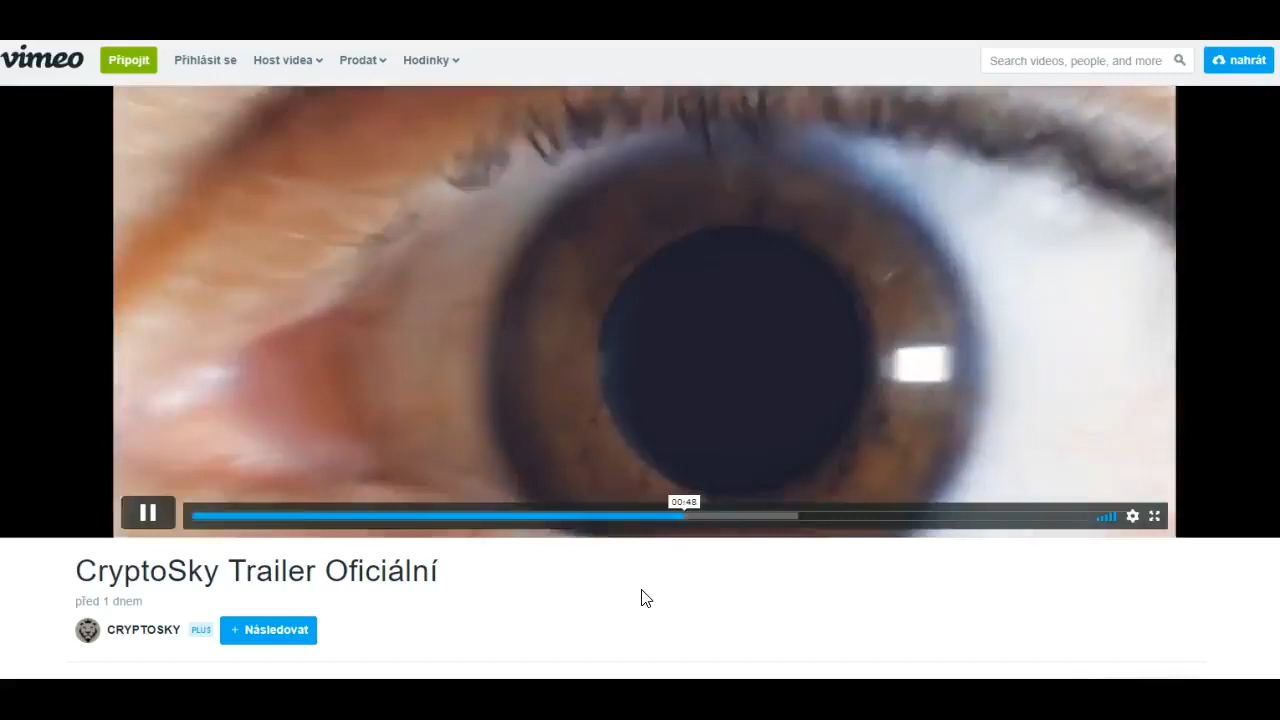 vimeo Připojit Přihlásit se Host videa Prodat Hodinky Search videos, people, and more nahrát
00:48
CryptoSky Trailer Oficiální
před 1 dnem
CRYPTOSKY PLUS + Následovat